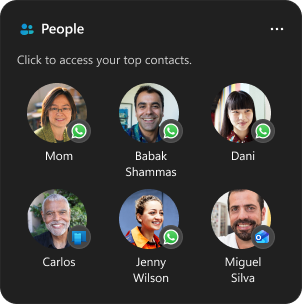 People
Click to access your top contacts.
Mom
Babak
Shammas
Dani
Carlos
Jenny
Wilson
Miguel
Silva